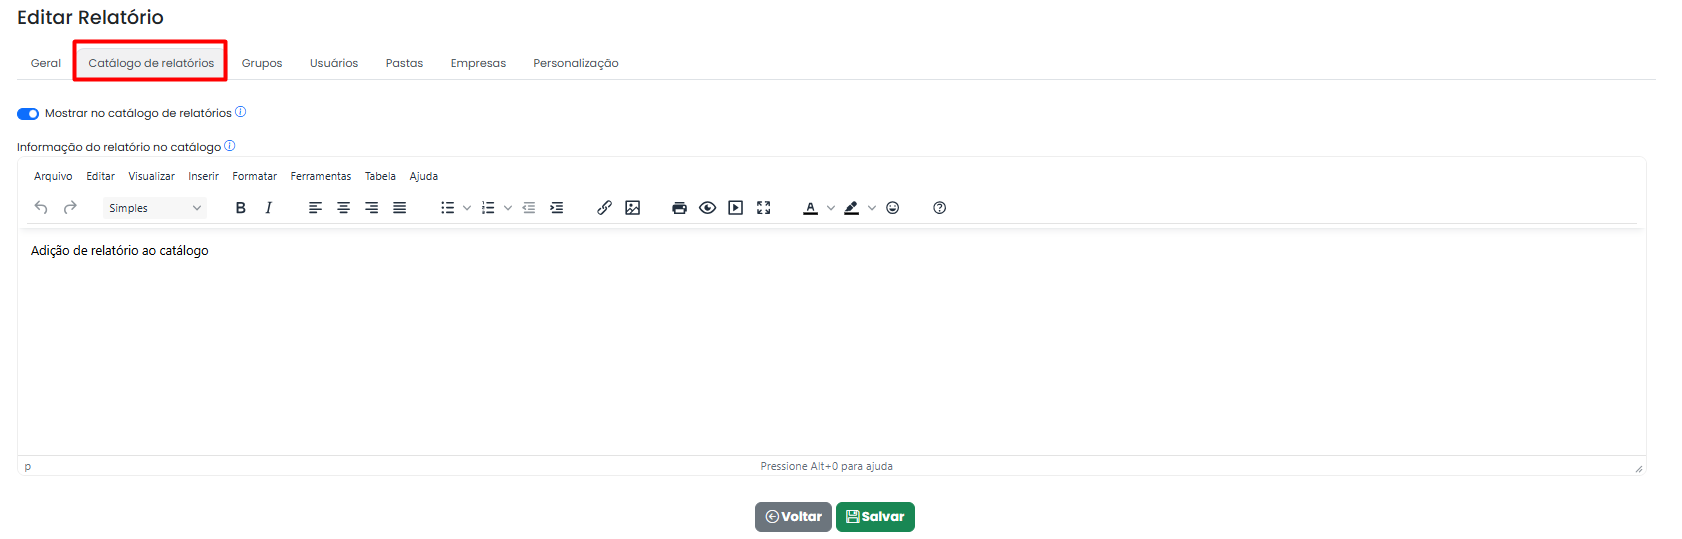 Editar Relatório
Geral Catálogo de relatórios Grupos Usuários Pastas Empresas Personalização
Mostrar no catálogo de relatórios
Informação do relatório no catálogo
Arquivo Editar Visualizar Inserir Formatar Ferramentas Tabela Ajuda
Simples B I A
Adição de relatório ao catálogo
p Pressione Alt+0 para ajuda
Voltar Salvar